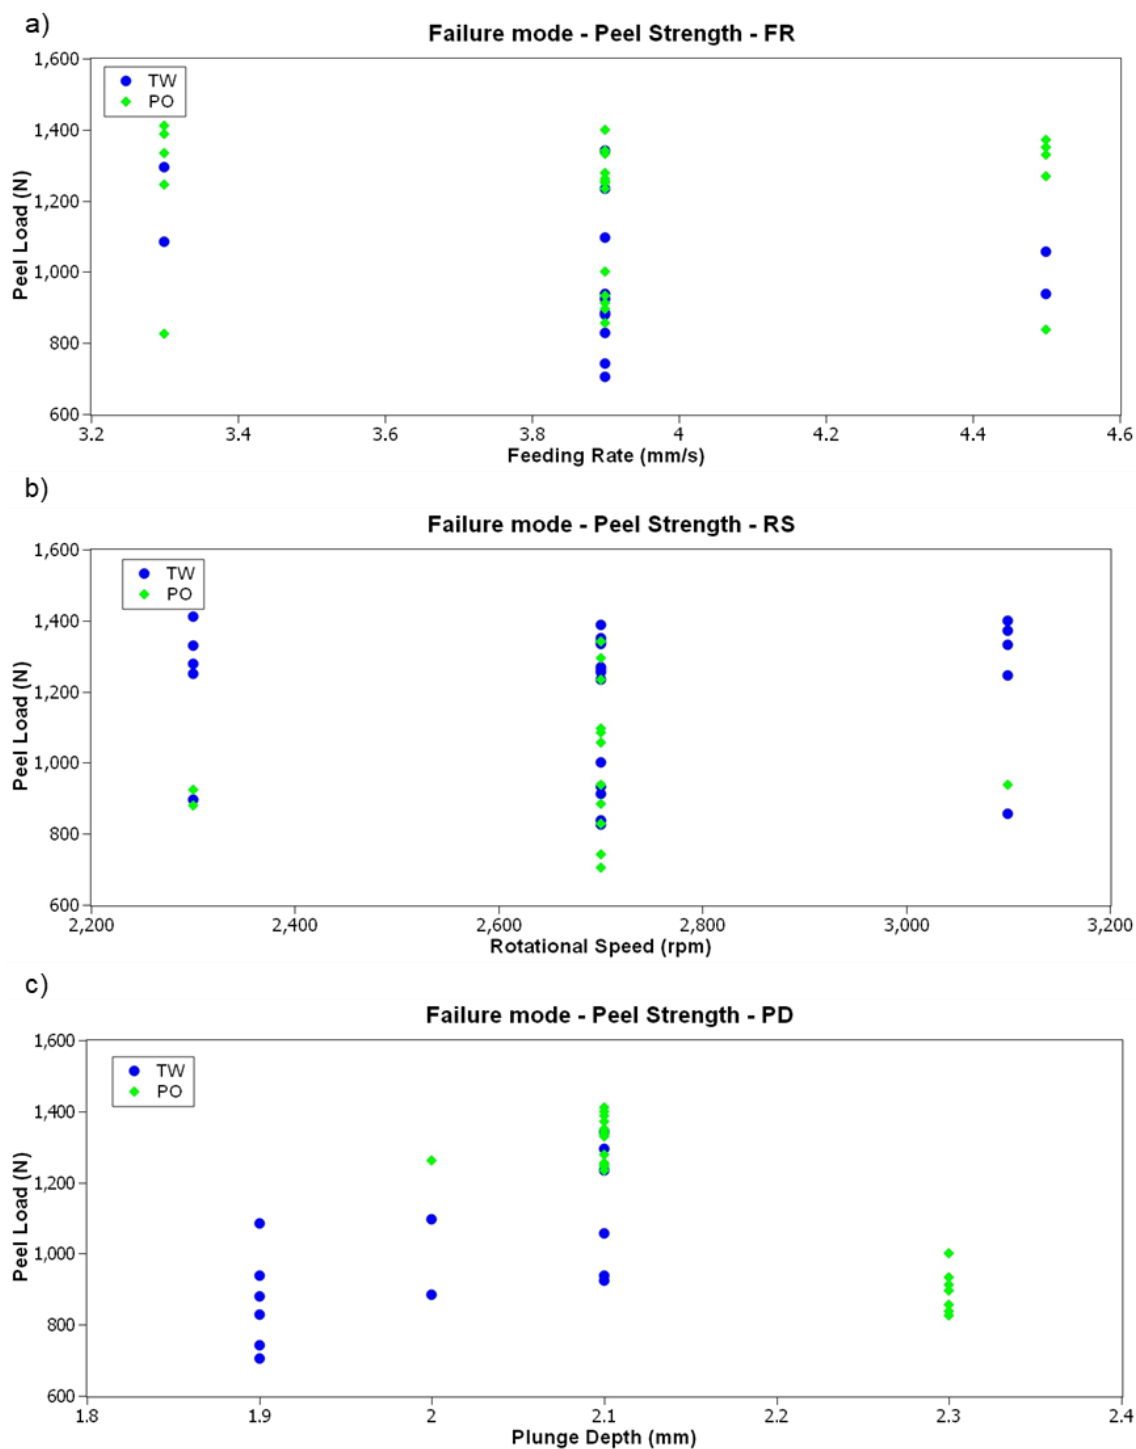 a)
Failure mode - Peel Strength - FR
1,600
1,400
1,200
1,000
800
600
Peel Load (N)
TW
PO
3.2 3.4 3.6 3.8 4 4.2 4.4 4.6
Feeding Rate (mm/s)
b)
Failure mode - Peel Strength - RS
1,600
1,400
1,200
1,000
800
600
Peel Load (N)
TW
PO
2,200 2,400 2,600 2,800 3,000 3,200
Rotational Speed (rpm)
c)
Failure mode - Peel Strength - PD
1,600
1,400
1,200
1,000
800
600
Peel Load (N)
TW
PO
1.8 1.9 2 2.1 2.2 2.3 2.4
Plunge Depth (mm)